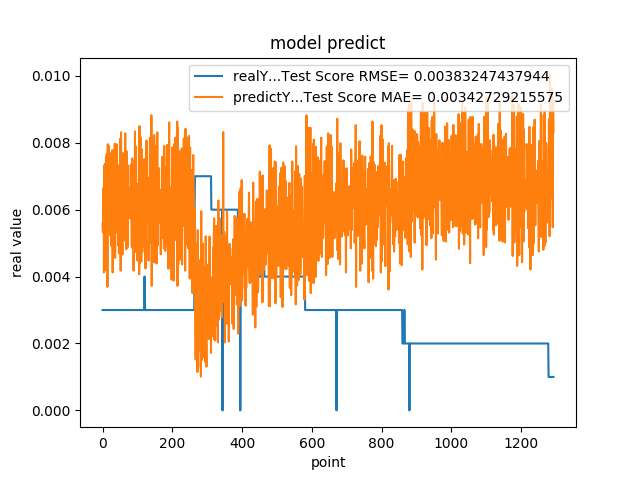 model predict
realY...Test Score RMSE= 0.00383247437944
predictY...Test Score MAE= 0.00342729215575
0.010
0.008
0.006
0.004
0.002
0.000
real value
0 200 400 600 800 1000 1200
point